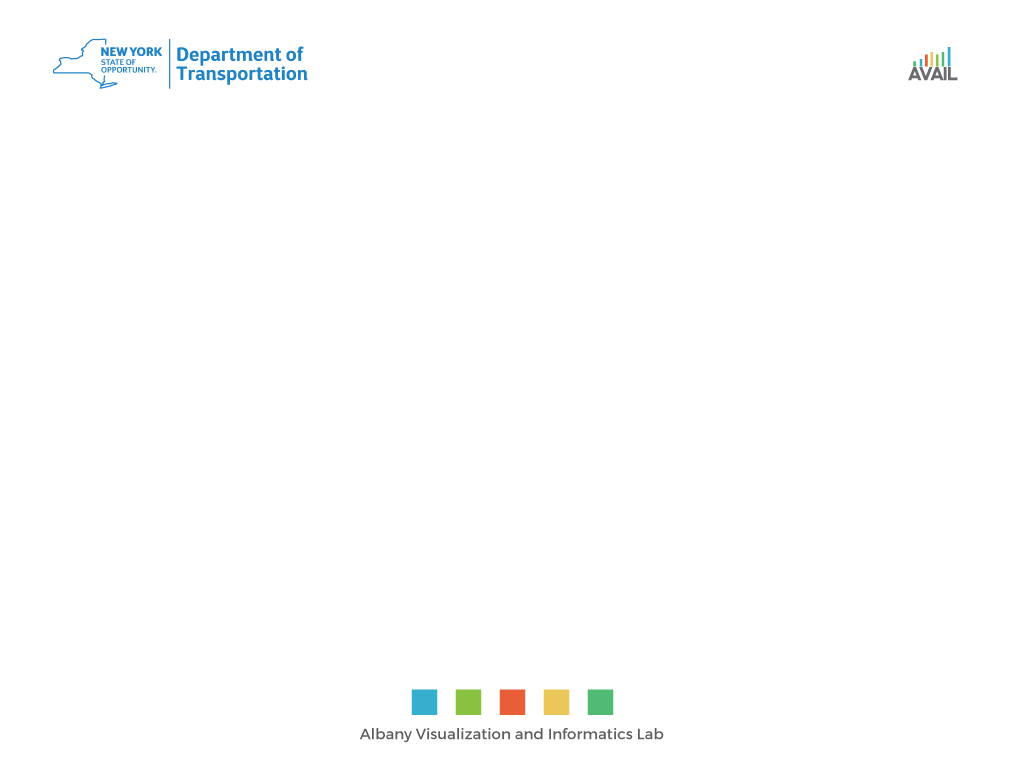 NEW YORK
STATE OF
OPPORTUNITY.
Department of
Transportation
AVAIL
Albany Visualization and Informatics Lab